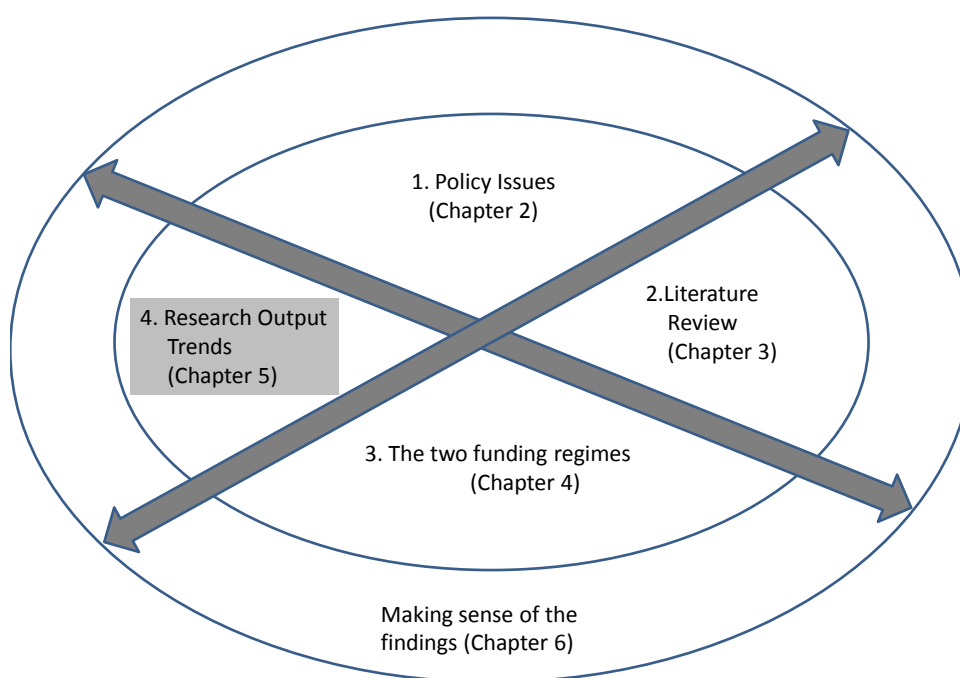 1. Policy Issues
(Chapter 2)
2.Literature
Review
(Chapter 3)
4. Research Output
Trends
(Chapter 5)
3. The two funding regimes
(Chapter 4)
Making sense of the
findings (Chapter 6)